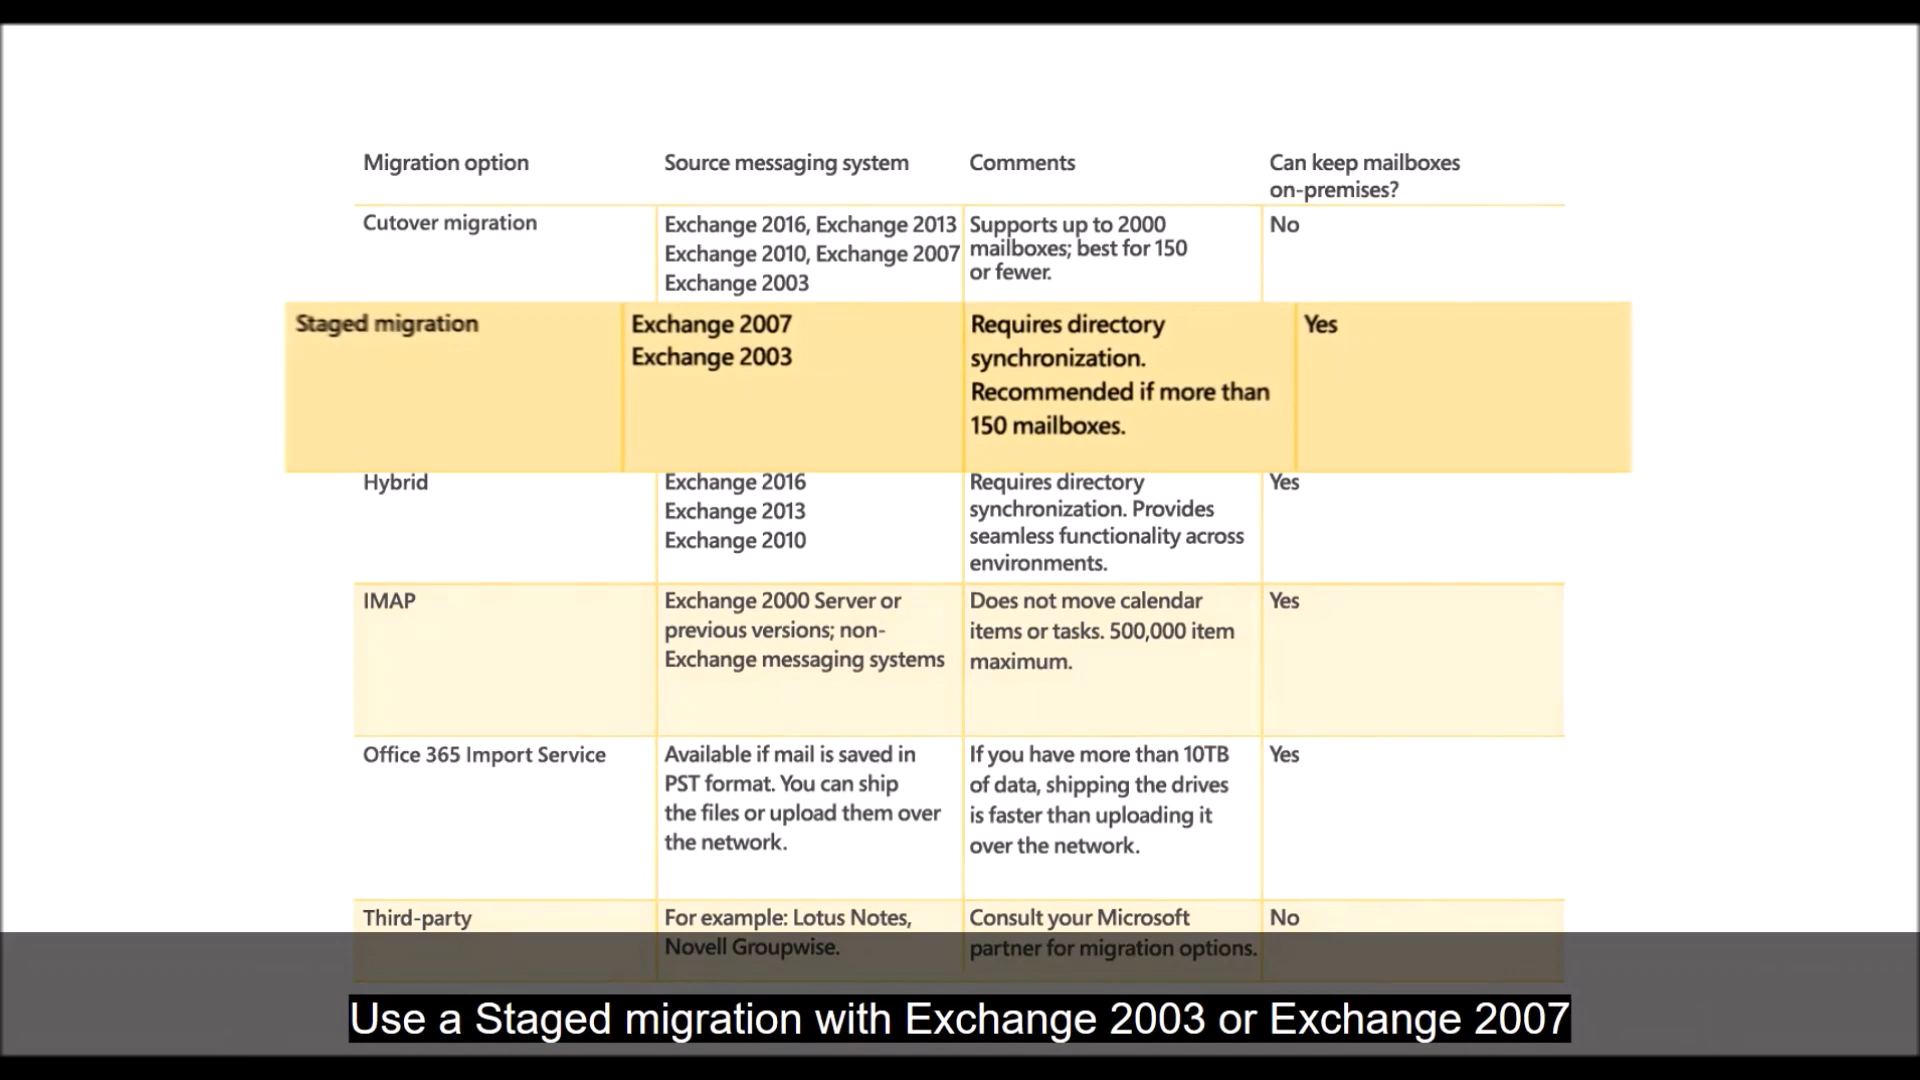 Migration option
Source messaging system
Comments
Can keep mailboxes
on-premises?
Cutover migration
Exchange 2016, Exchange 2013
Exchange 2010, Exchange 2007
Exchange 2003
Supports up to 2000
mailboxes; best for 150
or fewer.
No
Staged migration
Exchange 2007
Exchange 2003
Requires directory
synchronization.
Recommended if more than
150 mailboxes.
Yes
Hybrid
Exchange 2016
Exchange 2013
Exchange 2010
Requires directory
synchronization. Provides
seamless functionality across
environments.
Yes
IMAP
Exchange 2000 Server or
previous versions; non-
Exchange messaging systems
Does not move calendar
items or tasks. 500,000 item
maximum.
Yes
Office 365 Import Service
Available if mail is saved in
PST format. You can ship
the files or upload them over
the network.
If you have more than 10TB
of data, shipping the drives
is faster than uploading it
over the network.
Yes
Third-party
For example: Lotus Notes,
Novell Groupwise.
Consult your Microsoft
partner for migration options.
No
Use a Staged migration with Exchange 2003 or Exchange 2007